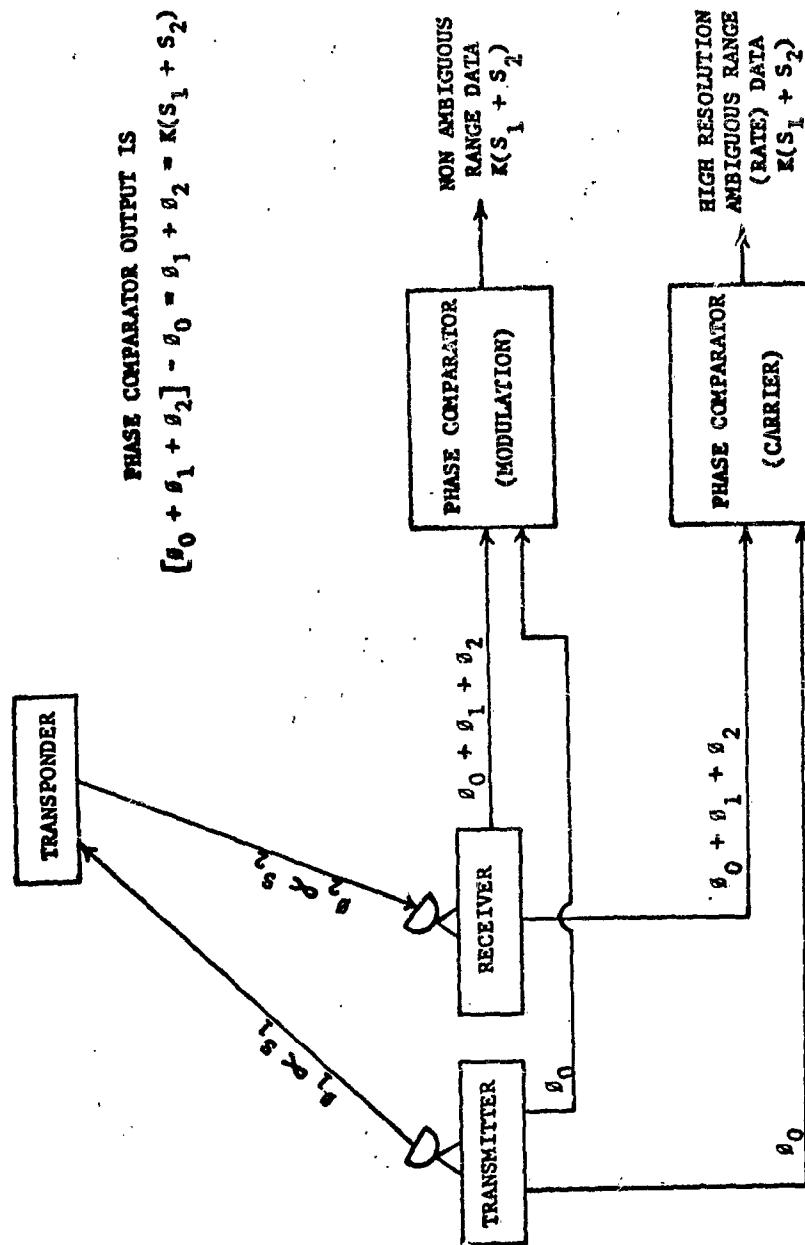 TRANSPONDER
PHASE COMPARATOR OUTPUT IS
[ø0 + ø1 + ø2] - ø0 = ø1 + ø2 = K(S1 + S2)
ø1 ∝ S1
ø2 ∝ S2
TRANSMITTER
RECEIVER
ø0 + ø1 + ø2
ø0
PHASE COMPARATOR
(MODULATION)
NON AMBIGUOUS
RANGE DATA
K(S1 + S2)
ø0 + ø1 + ø2
ø0
PHASE COMPARATOR
(CARRIER)
HIGH RESOLUTION
AMBIGUOUS RANGE
(RATE) DATA
K(S1 + S2)